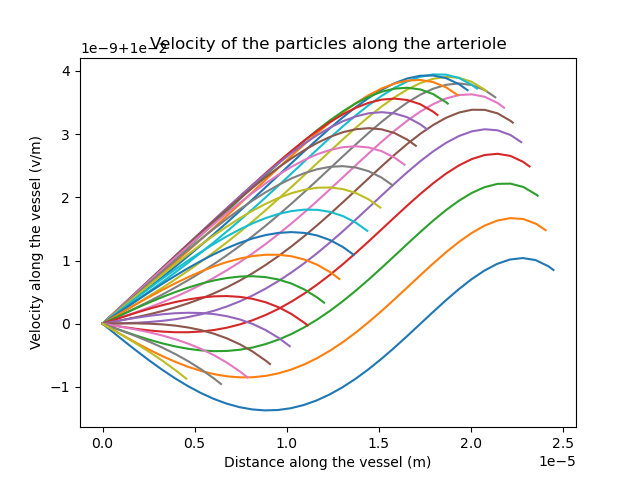 Velocity of the particles along the arteriole
1e−9+1e−2
4
3
2
1
0
−1
Velocity along the vessel (v/m)
0.0 0.5 1.0 1.5 2.0 2.5
1e−5
Distance along the vessel (m)